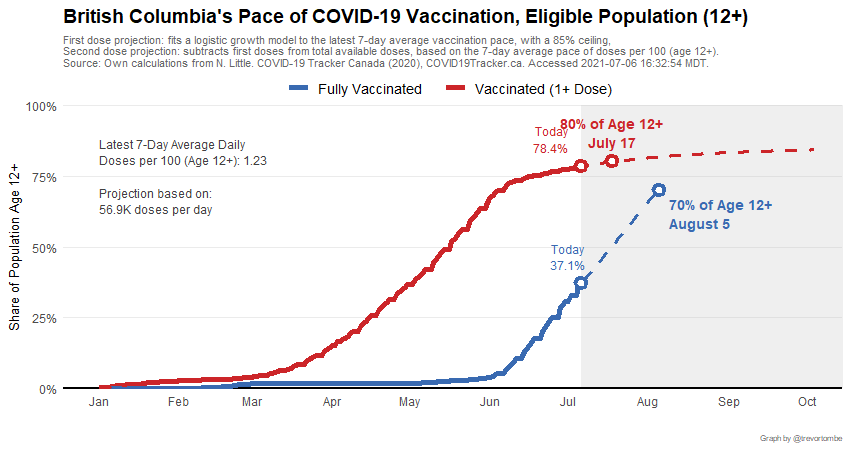 British Columbia's Pace of COVID-19 Vaccination, Eligible Population (12+)
First dose projection: fits a logistic growth model to the latest 7-day average vaccination pace, with a 85% ceiling,
Second dose projection: subtracts first doses from total available doses, based on the 7-day average pace of doses per 100 (age 12+).
Source: Own calculations from N. Little. COVID-19 Tracker Canada (2020), COVID19Tracker.ca. Accessed 2021-07-06 16:32:54 MDT.
Fully Vaccinated
Vaccinated (1+ Dose)
100%
75%
50%
25%
0%
Share of Population Age 12+
Latest 7-Day Average Daily
Doses per 100 (Age 12+): 1.23
Projection based on:
56.9K doses per day
Today
78.4%
80% of Age 12+
July 17
Today
37.1%
70% of Age 12+
August 5
Jan
Feb
Mar
Apr
May
Jun
Jul
Aug
Sep
Oct
Graph by @trevortombe